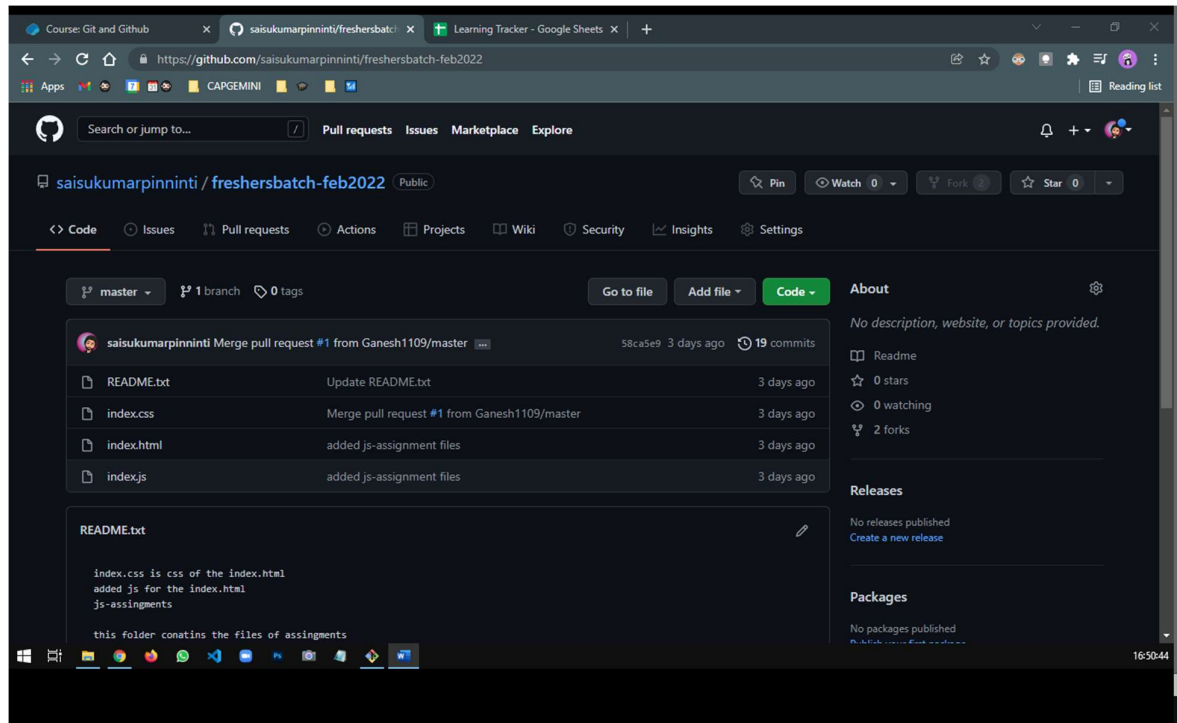 Course: Git and Github
saisukumarpinninti/freshersbatch
Learning Tracker - Google Sheets
https://github.com/saisukumarpinninti/freshersbatch-feb2022
Apps CAPGEMINI Reading list
Search or jump to... / Pull requests Issues Marketplace Explore
saisukumarpinninti / freshersbatch-feb2022 Public
Pin Watch 0 Fork 2 Star 0
Code Issues Pull requests Actions Projects Wiki Security Insights Settings
master 1 branch 0 tags Go to file Add file Code
saisukumarpinninti Merge pull request #1 from Ganesh1109/master ... 58ca5e9 3 days ago 19 commits
README.txt Update README.txt 3 days ago
index.css Merge pull request #1 from Ganesh1109/master 3 days ago
index.html added js-assignment files 3 days ago
index.js added js-assignment files 3 days ago
README.txt
index.css is css of the index.html
added js for the index.html
js-assingments
this folder conatins the files of assingments
About
No description, website, or topics provided.
Readme
0 stars
0 watching
2 forks
Releases
No releases published
Create a new release
Packages
No packages published
Publish your first package
16:50:44